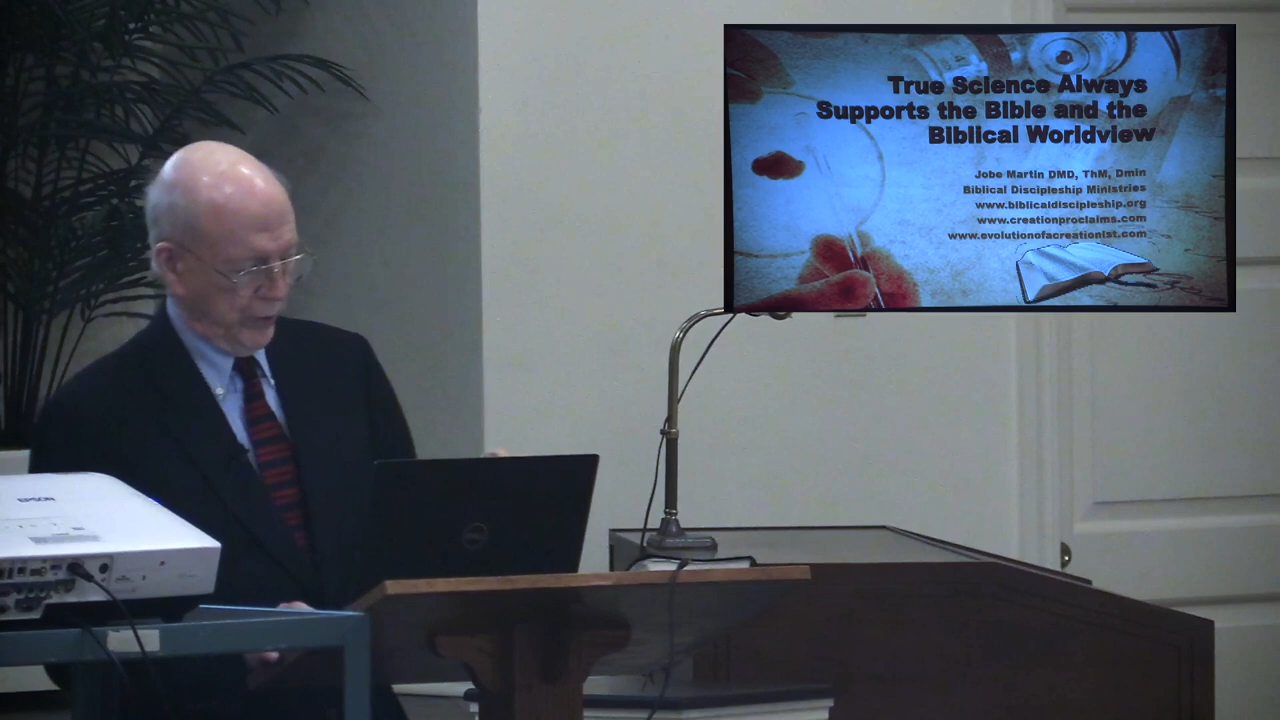 True Science Always
Supports the Bible and the
Biblical Worldview
Jobe Martin DMD, ThM, Dmin
Biblical Discipleship Ministries
www.biblicaldiscipleship.org
www.creationproclaims.com
www.evolutionofacreationist.com
EPSON
DELL